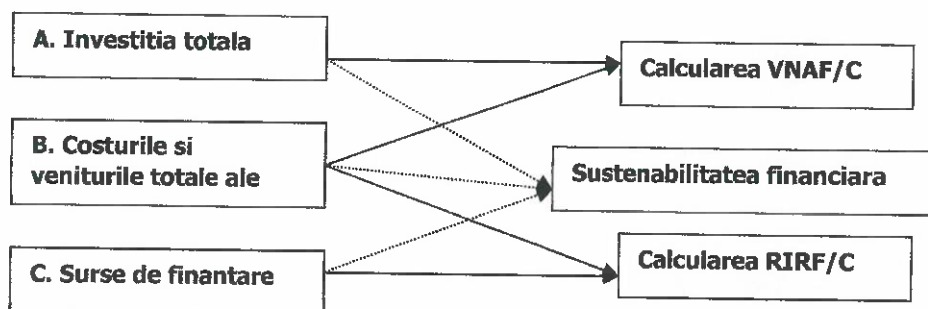 A. Investitia totala
Calcularea VNAF/C
B. Costurile si
veniturile totale ale
Sustenabilitatea financiara
C. Surse de finantare
Calcularea RIRF/C